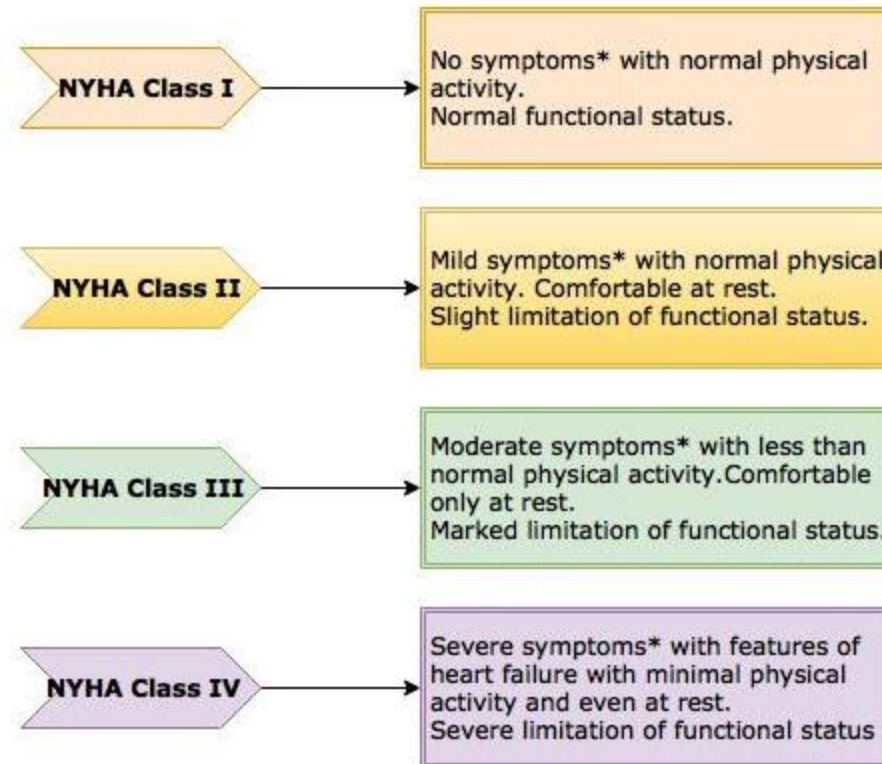 NYHA Class I
No symptoms* with normal physical
activity.
Normal functional status.
NYHA Class II
Mild symptoms* with normal physical
activity. Comfortable at rest.
Slight limitation of functional status.
NYHA Class III
Moderate symptoms* with less than
normal physical activity.Comfortable
only at rest.
Marked limitation of functional status.
NYHA Class IV
Severe symptoms* with features of
heart failure with minimal physical
activity and even at rest.
Severe limitation of functional status